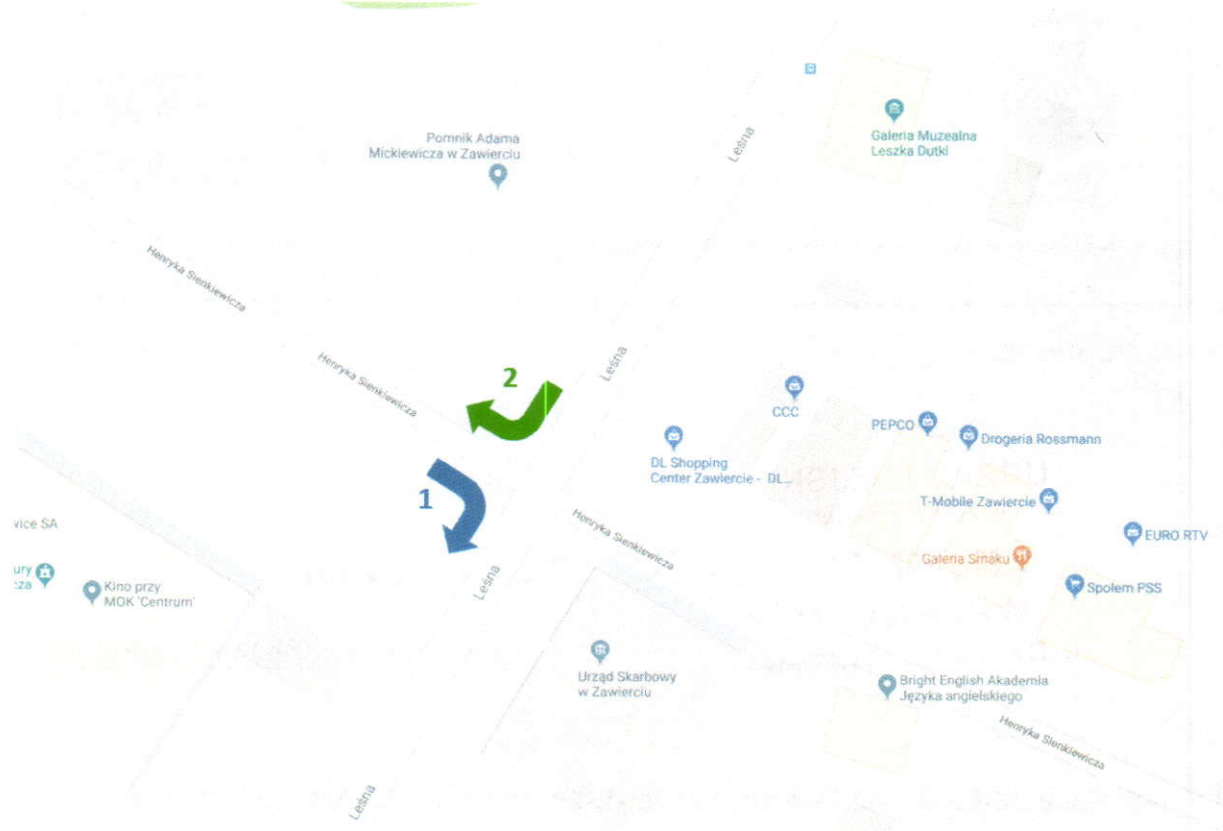 Pomnik Adama
Mickiewicza w Zawierciu
Leśna
Galeria Muzealna
Leszka Dutki
Henryka Sienkiewicza
Henryka Sienkiewicza
Leśna
2
CCC
PEPCO
Drogeria Rossmann
DL Shopping
Center Zawiercie - DL...
1
T-Mobile Zawiercie
vice SA
Henryka Sienkiewicza
EURO RTV
Galeria Smaku
ury
cza
Kino przy
MOK 'Centrum'
Leśna
Społem PSS
Urząd Skarbowy
w Zawierciu
Bright English Akademia
Języka angielskiego
Henryka Sienkiewicza
Leśna